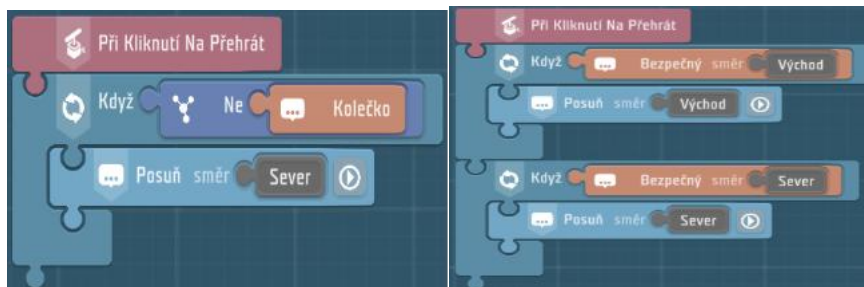 Při Kliknutí Na Přehrát
Když Ne Kolečko
Posuň směr Sever
Při Kliknutí Na Přehrát
Když Bezpečný směr Východ
Posuň směr Východ
Když Bezpečný směr Sever
Posuň směr Sever